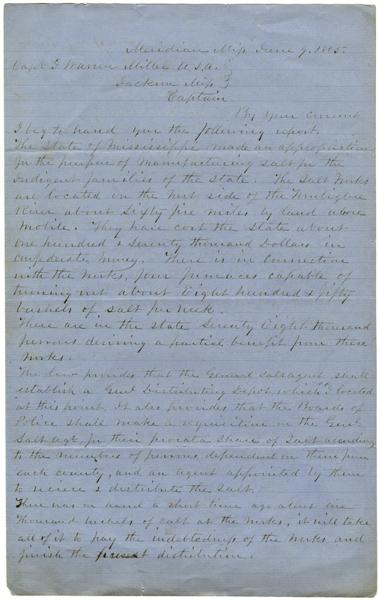 Meridian Miss June 9. 1865.
Capt J Warren Miller U.S.A. }
Jackson Miss }
Captain
By your
I beg to hand you the following report.
The State of Mississippi made an appropriation
for the purpose of manufacturing salt for the
Indigent families of the State. The Salt Works
are located on the West side of the Tombigbee
River about Sixty five miles by land above
Mobile. They have cost the State about
One hundred & Seventy thousand Dollars in
Confederate money. There is in connection
with the Works, four furnaces capable of
turning out about Eight hundred & fifty
bushels of Salt per Week.
There are in the State Seventy Eight thousand
persons deriving a partial benefit from these
Works.
The law provides that the General Salt agent shall
establish a Genl Distributing Depot, which I located
at this point. It also provides that the Boards of
Police shall make a requisition on the Genl
Salt Agt for their pro rata share of Salt according
to the numbers of persons dependent on them from
each county, and an agent appointed by them
to recieve & distribute the Salt.
There was on hand a short time ago about five
Thousand bushels of Salt at the Works, it will take
all of it to pay the indebtedness of the Works and
finish the present distribution.